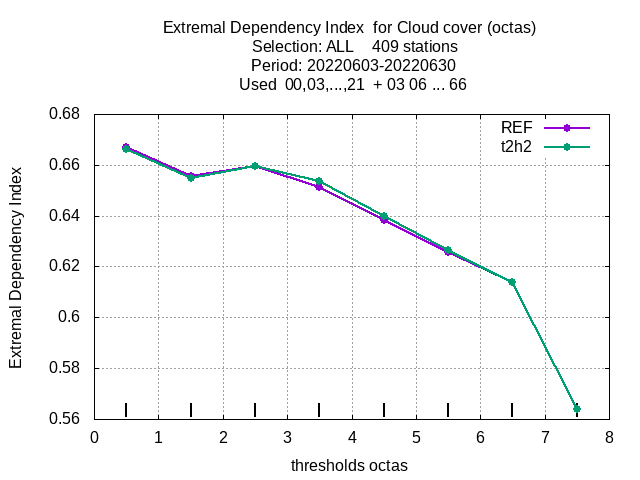 Extremal Dependency Index  for Cloud cover (octas)
Selection: ALL    409 stations
Period: 20220603-20220630
Used  00,03,...,21  + 03 06 ... 66
REF
t2h2
Extremal Dependency Index
0.68
0.66
0.64
0.62
0.6
0.58
0.56
0 1 2 3 4 5 6 7 8
thresholds octas